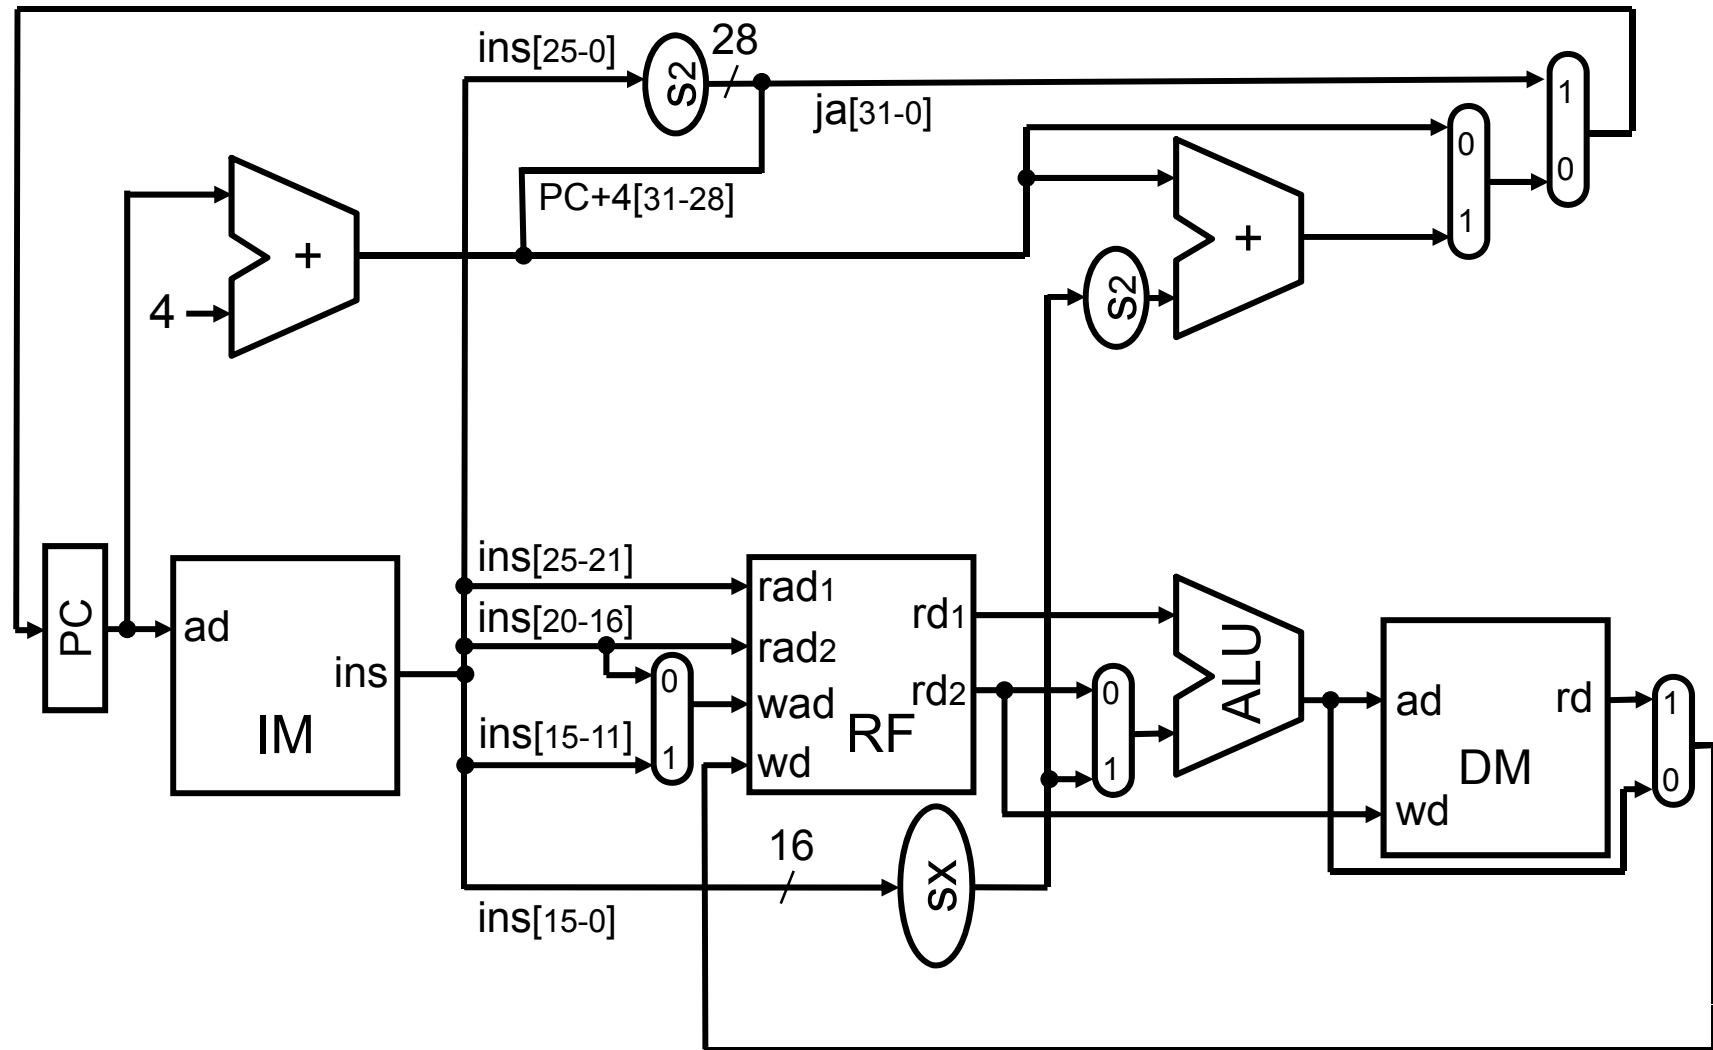 ins[25-0]
S2
28
ja[31-0]
1
0
0
1
PC+4[31-28]
+
4
+
S2
PC
ad
ins
IM
ins[25-21]
ins[20-16]
0
ins[15-11]
1
rad1
rad2
wad
wd
rd1
rd2
RF
0
1
ALU
ad
rd
DM
wd
1
0
16
ins[15-0]
sx